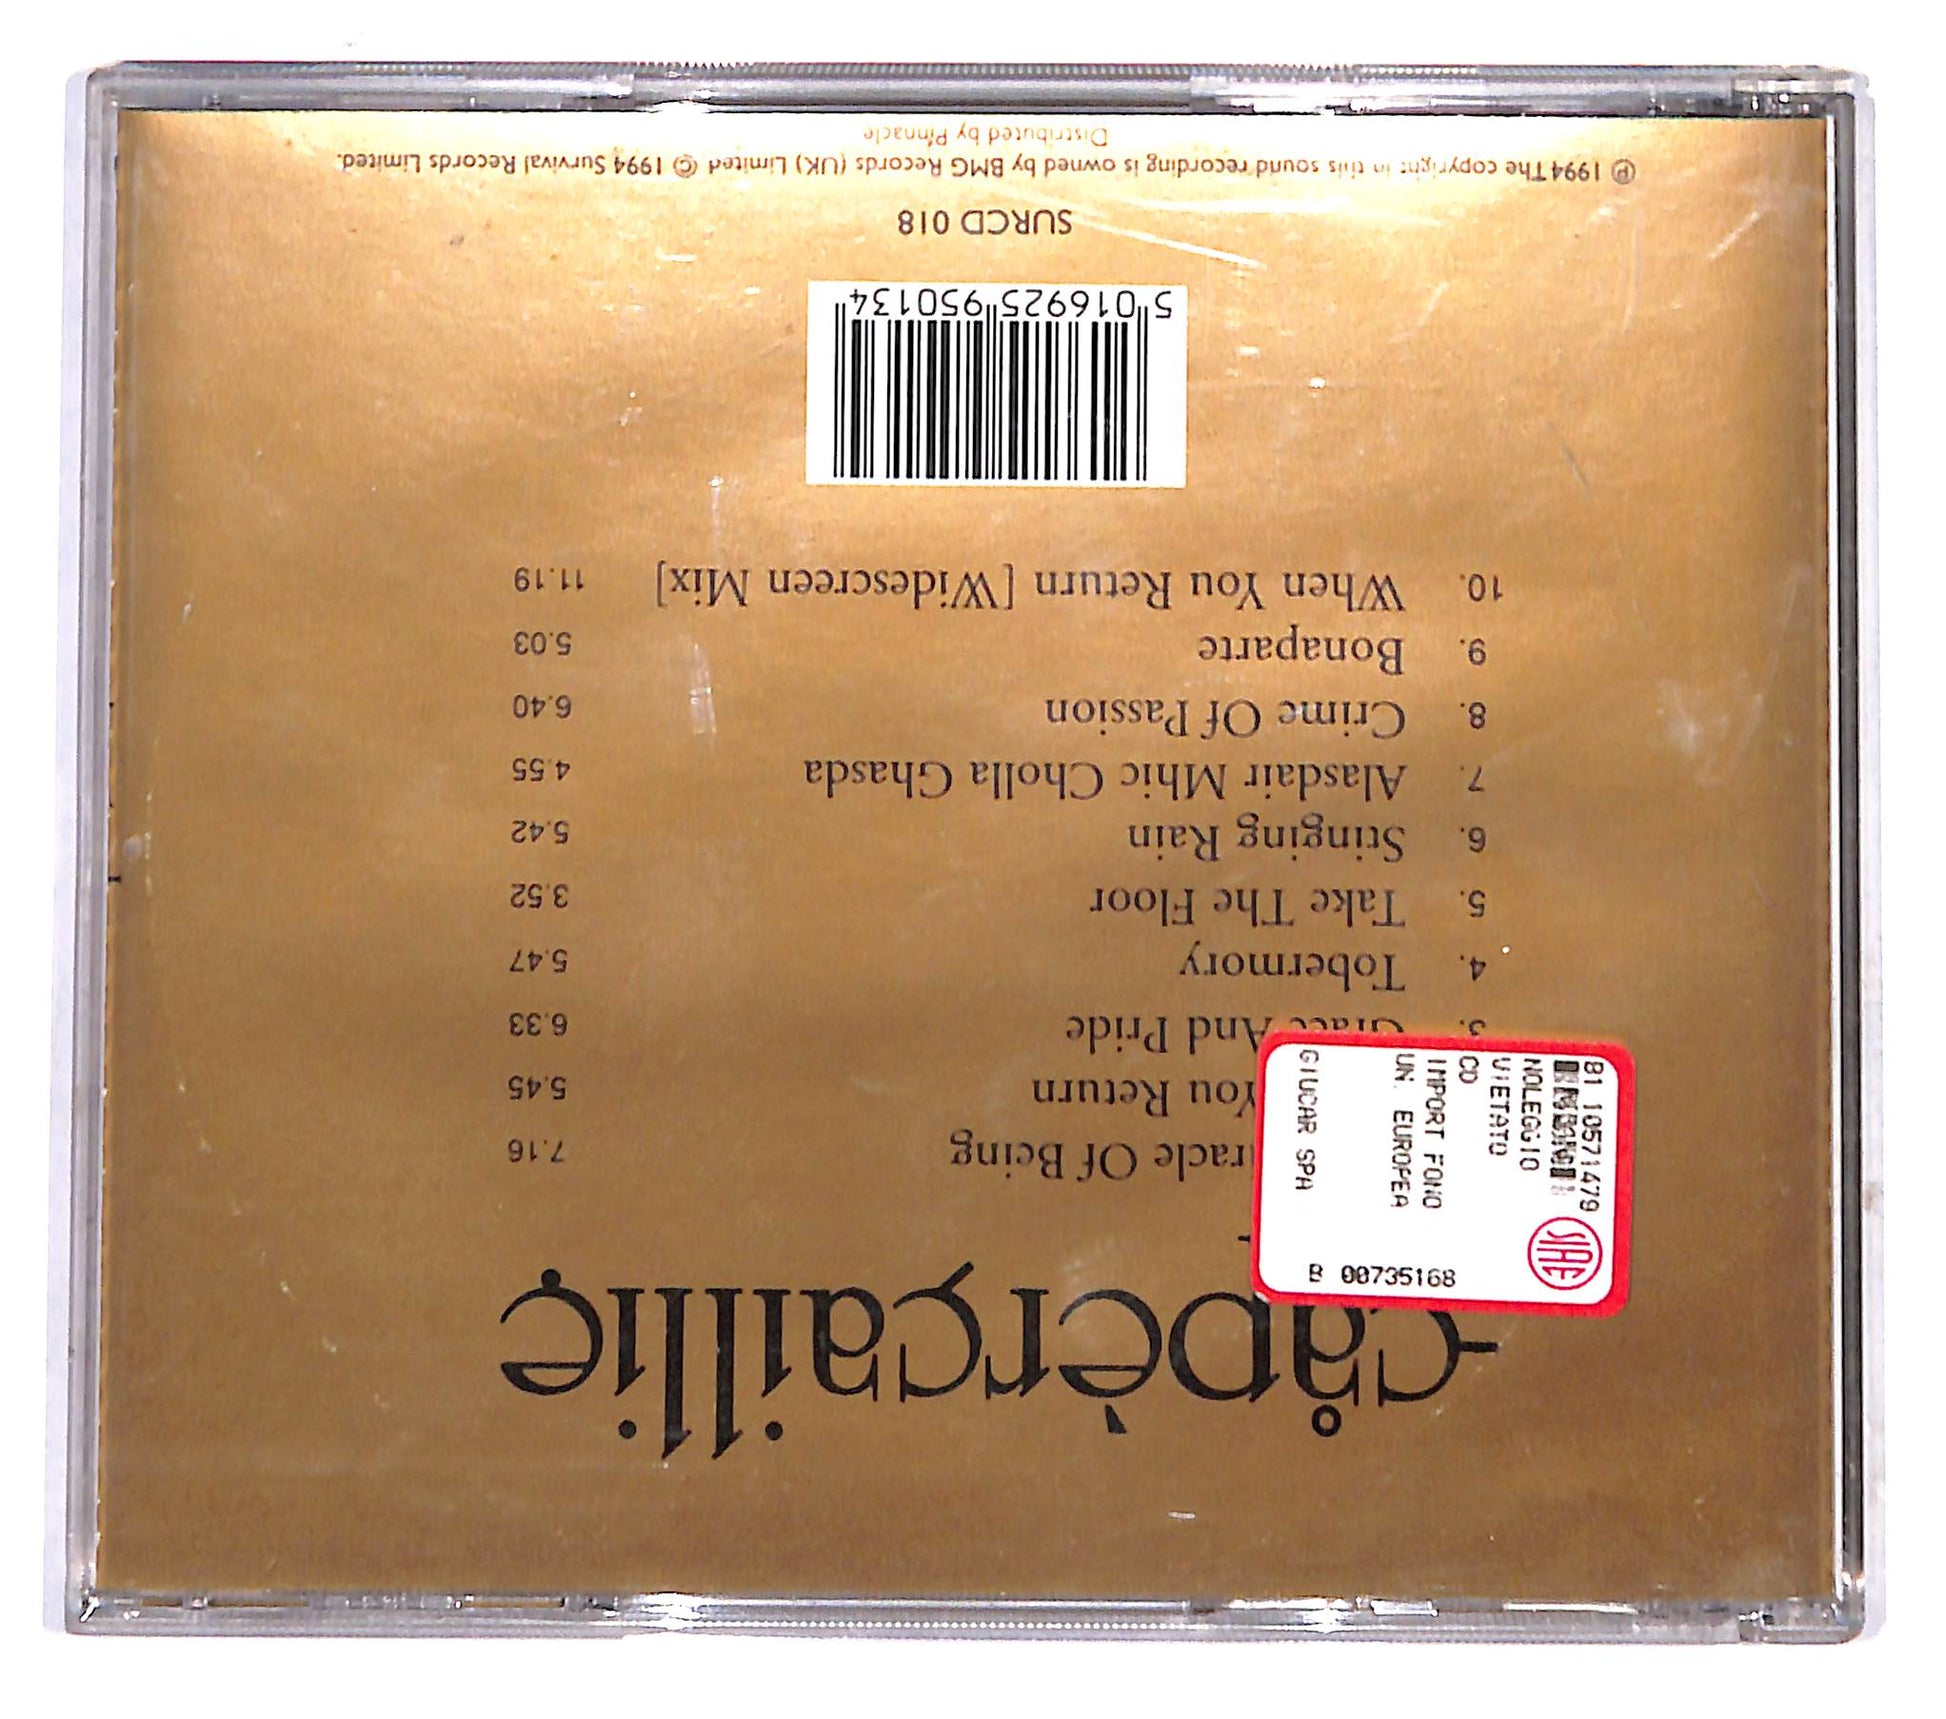 càpèrçaillie
racle Of Being 7.16
You Return 5.45
3. Grace And Pride 6.33
4. Tobermory 5.47
5. Take The Floor 3.52
6. Stinging Rain 5.42
7. Alasdair Mhic Cholla Ghasda 4.55
8. Crime Of Passion 6.40
9. Bonaparte 5.03
10. When You Return [Widescreen Mix] 11.19
5 016925 950134
SURCD 018
℗ 1994 The copyright in this sound recording is owned by BMG Records (UK) Limited © 1994 Survival Records Limited.
Distributed by Pinnacle
SIAE
B 00735168
81 10571479
NOLEGGIO
VIETATO
CD
IMPORT FONO
UN. EUROPEA
GIUCAR SPA